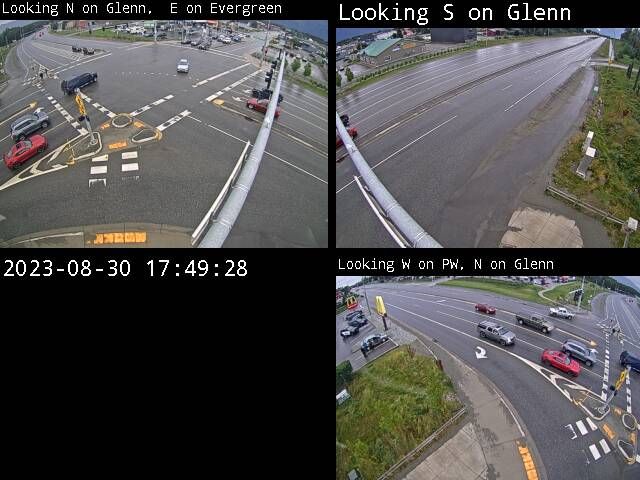 Looking N on Glenn, E on Evergreen
Looking S on Glenn
2023-08-30 17:49:28
Looking W on PW, N on Glenn